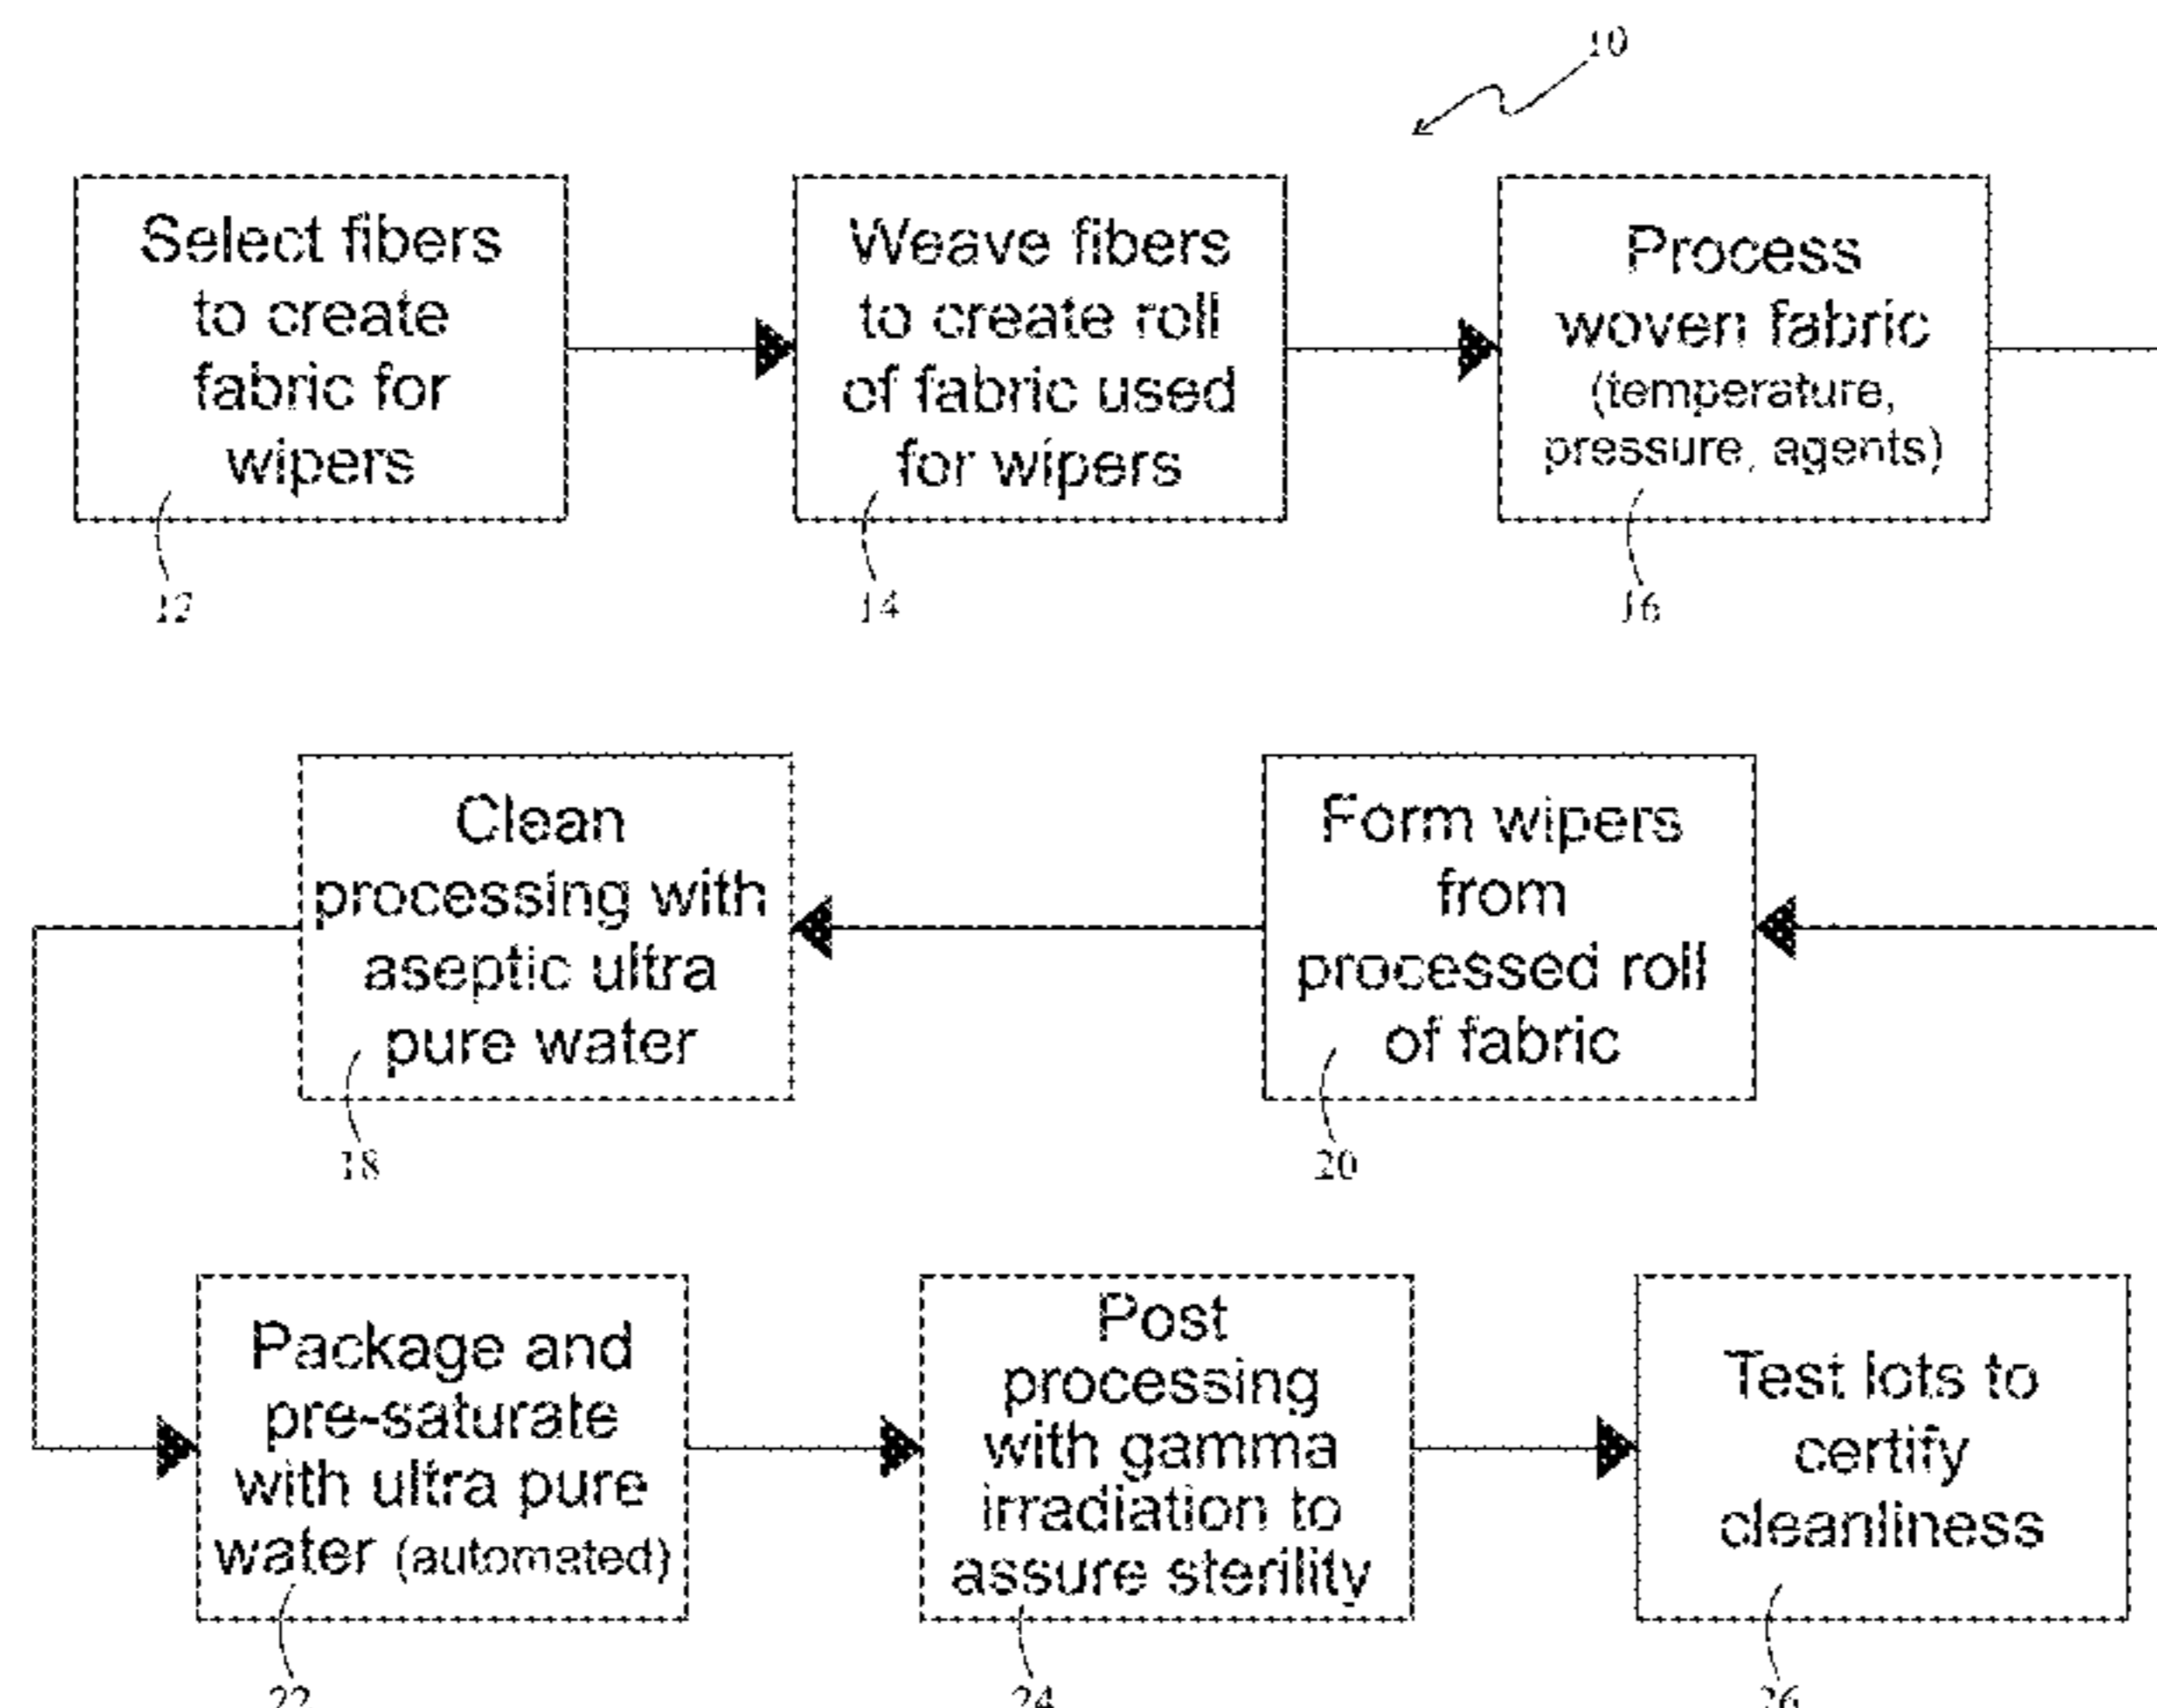 10
Select fibers
to create
fabric for
wipers
12
Weave fibers
to create roll
of fabric used
for wipers
14
Process
woven fabric
(temperature,
pressure, agents)
16
Form wipers
from
processed roll
of fabric
20
Clean
processing with
aseptic ultra
pure water
18
Package and
pre-saturate
with ultra pure
water (automated)
22
Post
processing
with gamma
irradiation to
assure sterility
24
Test lots to
certify
cleanliness
26